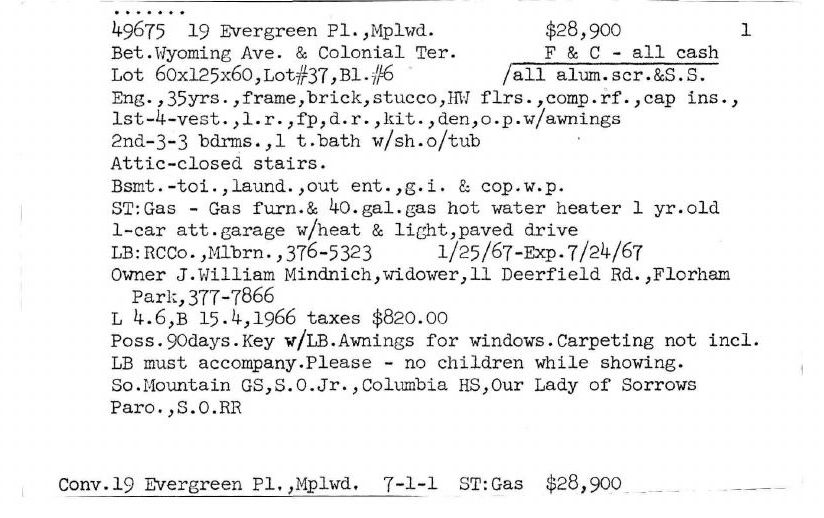 49675 19 Evergreen Pl.,Mplwd. $28,900 1
Bet.Wyoming Ave. & Colonial Ter. F & C - all cash
Lot 60x125x60,Lot#37,Bl.#6 /all alum.scr.&S.S.
Eng.,35yrs.,frame,brick,stucco,HW flrs.,comp.rf.,cap ins.,
1st-4-vest.,l.r.,fp,d.r.,kit.,den,o.p.w/awnings
2nd-3-3 bdrms.,1 t.bath w/sh.o/tub
Attic-closed stairs.
Bsmt.-toi.,laund.,out ent.,g.i. & cop.w.p.
ST:Gas - Gas furn.& 40.gal.gas hot water heater 1 yr.old
1-car att.garage w/heat & light,paved drive
LB:RCCo.,Mlbrn.,376-5323 1/25/67-Exp.7/24/67
Owner J.William Mindnich,widower,11 Deerfield Rd.,Florham
Park,377-7866
L 4.6,B 15.4,1966 taxes $820.00
Poss.90days.Key w/LB.Awnings for windows.Carpeting not incl.
LB must accompany.Please - no children while showing.
So.Mountain GS,S.O.Jr.,Columbia HS,Our Lady of Sorrows
Paro.,S.O.RR
Conv.19 Evergreen Pl.,Mplwd. 7-1-1 ST:Gas $28,900